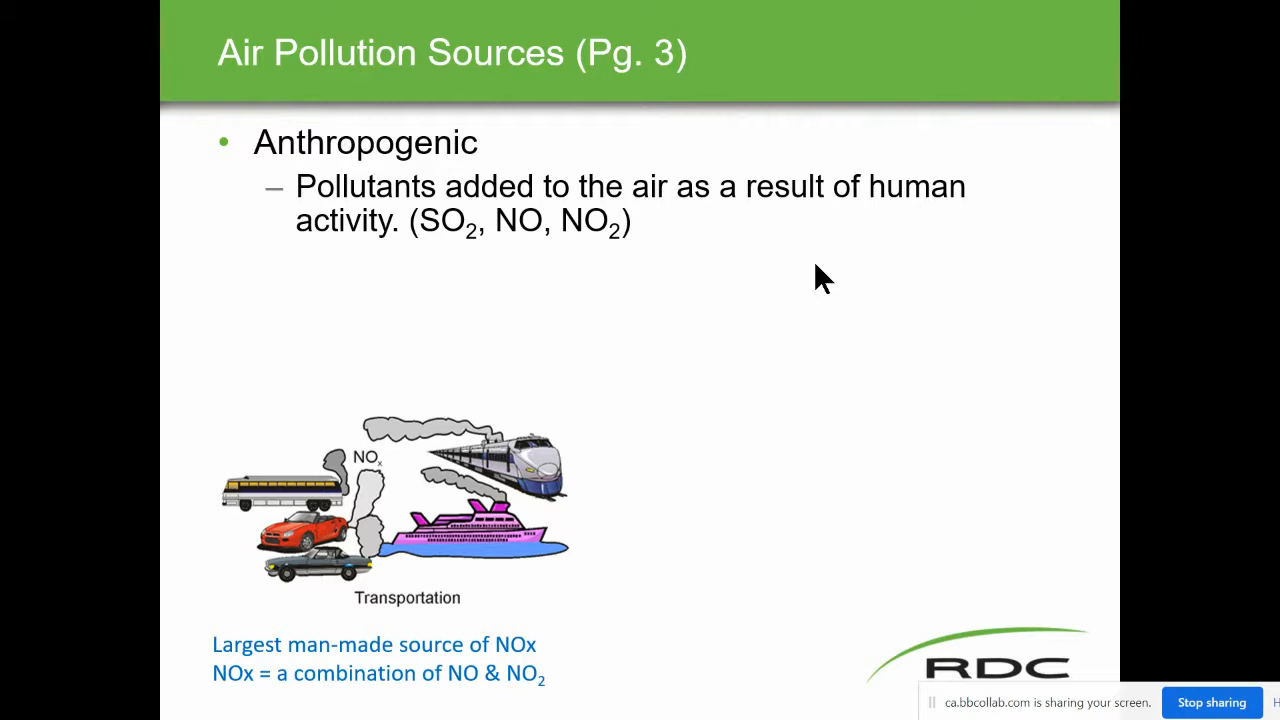 Air Pollution Sources (Pg. 3)
• Anthropogenic
– Pollutants added to the air as a result of human
activity. (SO₂, NO, NO₂)
NOₓ
Transportation
Largest man-made source of NOx
NOx = a combination of NO & NO₂
RDC
ca.bbcollab.com is sharing your screen.
Stop sharing